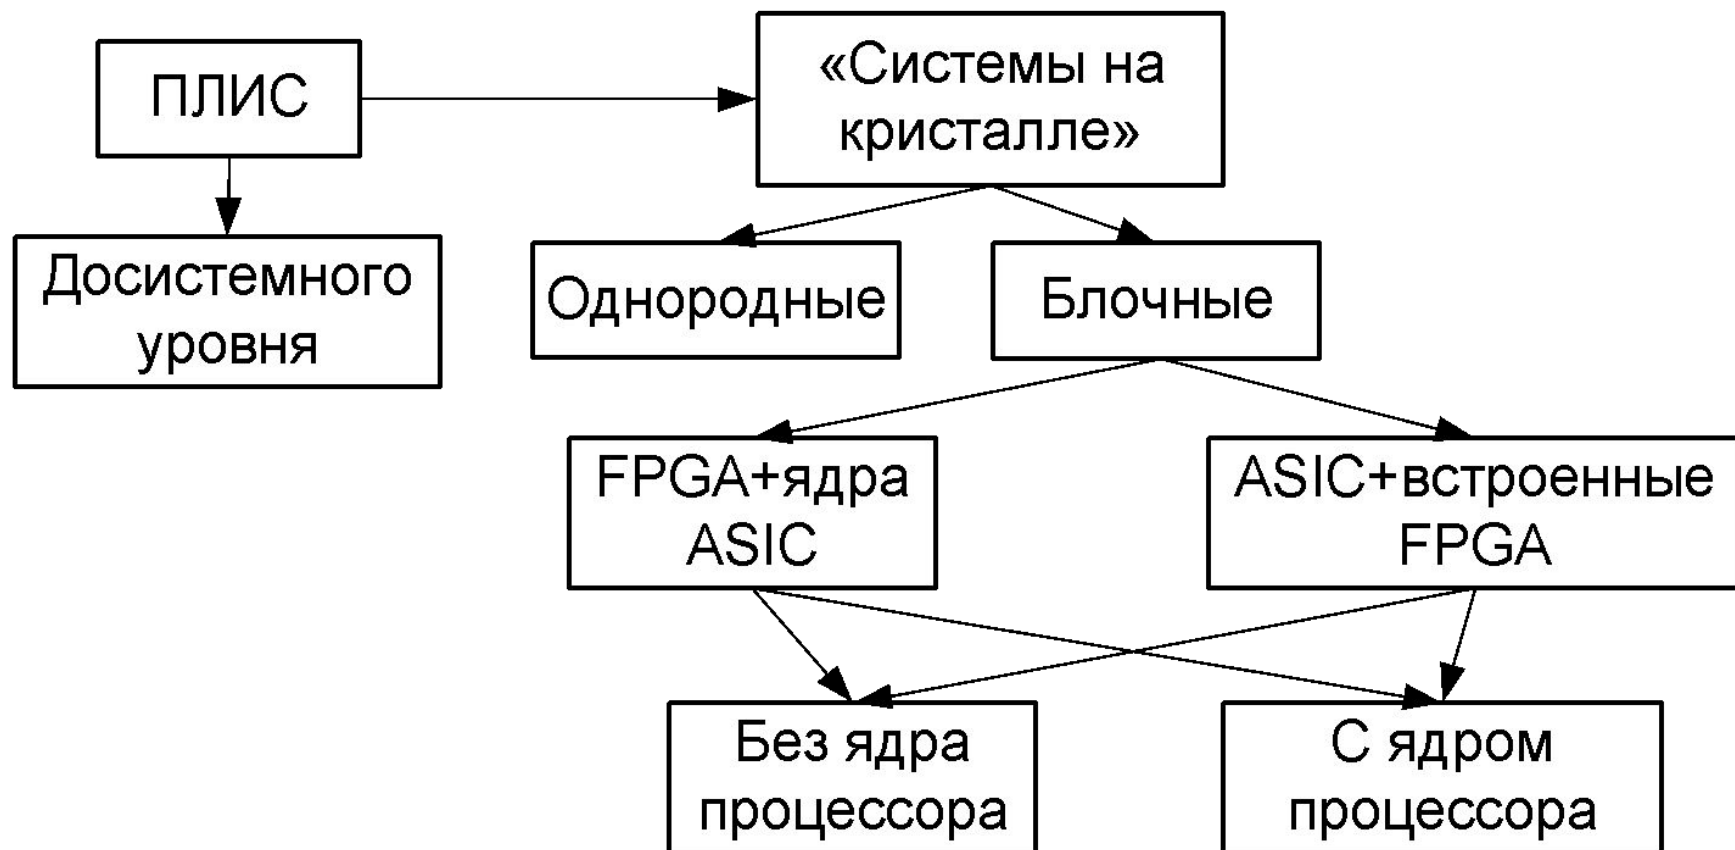 ПЛИС
«Системы на
кристалле»
Досистемного
уровня
Однородные
Блочные
FPGA+ядра
ASIC
ASIC+встроенные
FPGA
Без ядра
процессора
С ядром
процессора